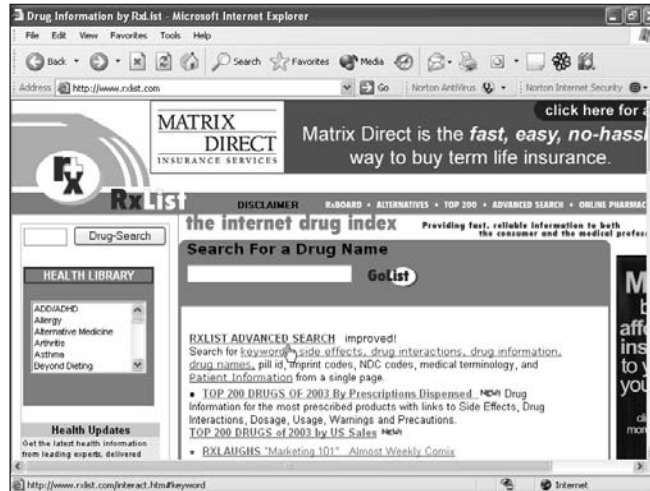 Drug Information by RxList - Microsoft Internet Explorer
File Edit View Favorites Tools Help
Back Search Favorites Media
Address http://www.rxlist.com Go Norton AntiVirus Norton Internet Security
click here for a
MATRIX
DIRECT
INSURANCE SERVICES
Matrix Direct is the fast, easy, no-hassl
way to buy term life insurance.
rx
RxList
DISCLAIMER RxBOARD • ALTERNATIVES • TOP 200 • ADVANCED SEARCH • ONLINE PHARMAC
the internet drug index
Providing fast, reliable information to both
the consumer and the medical profes
Drug-Search
Search For a Drug Name
GoList
HEALTH LIBRARY
ADD/ADHD
Allergy
Alternative Medicine
Arthritis
Asthma
Beyond Dieting
M
b
affo
ins
to y
you
cli
mor
RXLIST ADVANCED SEARCH improved!
Search for keyword, side effects, drug interactions, drug information,
drug names, pill id, imprint codes, NDC codes, medical terminology, and
Patient Information from a single page.
• TOP 200 DRUGS OF 2003 By Prescriptions Dispensed NEW! Drug
Information for the most prescribed products with links to Side Effects, Drug
Interactions, Dosage, Usage, Warnings and Precautions.
TOP 200 DRUGS of 2003 by US Sales NEW!
• RXLAUGHS "Marketing 101" Almost Weekly Comix
Health Updates
Get the latest health information
from leading experts, delivered
http://www.rxlist.com/interact.htm#keyword Internet